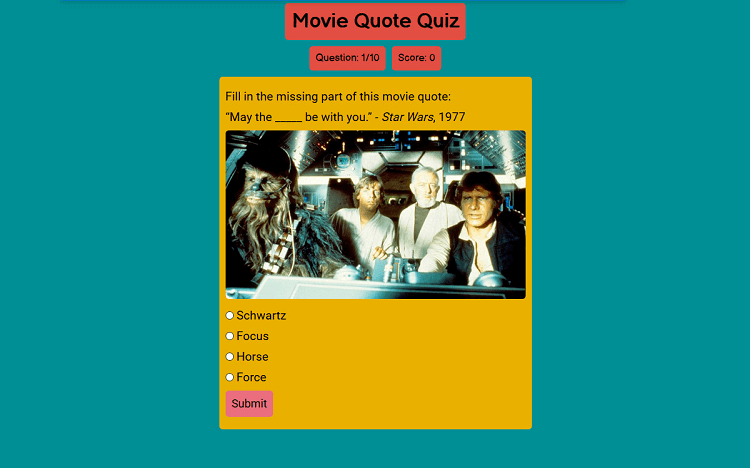 Movie Quote Quiz
Question: 1/10 Score: 0
Fill in the missing part of this movie quote:
“May the _____ be with you.” - Star Wars, 1977
Schwartz
Focus
Horse
Force
Submit